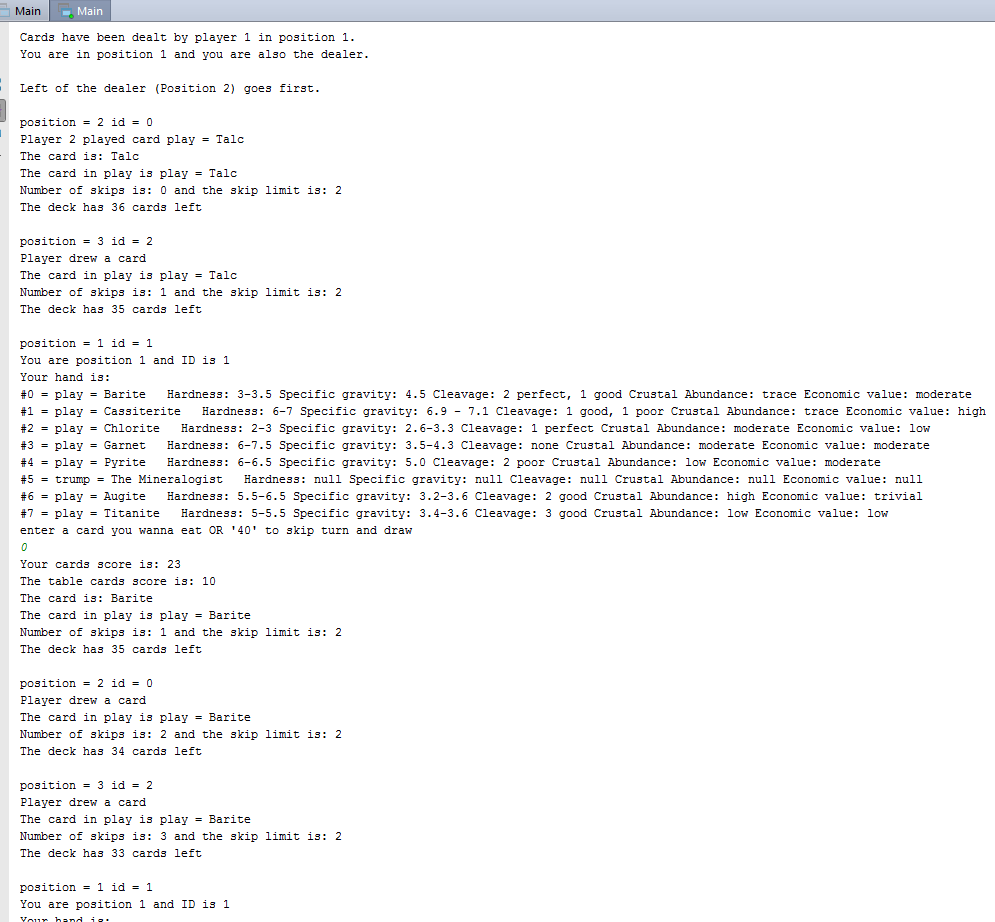 Main
Main
Cards have been dealt by player 1 in position 1.
You are in position 1 and you are also the dealer.
Left of the dealer (Position 2) goes first.
position = 2 id = 0
Player 2 played card play = Talc
The card is: Talc
The card in play is play = Talc
Number of skips is: 0 and the skip limit is: 2
The deck has 36 cards left
position = 3 id = 2
Player drew a card
The card in play is play = Talc
Number of skips is: 1 and the skip limit is: 2
The deck has 35 cards left
position = 1 id = 1
You are position 1 and ID is 1
Your hand is:
#0 = play = Barite   Hardness: 3-3.5 Specific gravity: 4.5 Cleavage: 2 perfect, 1 good Crustal Abundance: trace Economic value: moderate
#1 = play = Cassiterite   Hardness: 6-7 Specific gravity: 6.9 - 7.1 Cleavage: 1 good, 1 poor Crustal Abundance: trace Economic value: high
#2 = play = Chlorite   Hardness: 2-3 Specific gravity: 2.6-3.3 Cleavage: 1 perfect Crustal Abundance: moderate Economic value: low
#3 = play = Garnet   Hardness: 6-7.5 Specific gravity: 3.5-4.3 Cleavage: none Crustal Abundance: moderate Economic value: moderate
#4 = play = Pyrite   Hardness: 6-6.5 Specific gravity: 5.0 Cleavage: 2 poor Crustal Abundance: low Economic value: moderate
#5 = trump = The Mineralogist   Hardness: null Specific gravity: null Cleavage: null Crustal Abundance: null Economic value: null
#6 = play = Augite   Hardness: 5.5-6.5 Specific gravity: 3.2-3.6 Cleavage: 2 good Crustal Abundance: high Economic value: trivial
#7 = play = Titanite   Hardness: 5-5.5 Specific gravity: 3.4-3.6 Cleavage: 3 good Crustal Abundance: low Economic value: low
enter a card you wanna eat OR '40' to skip turn and draw
0
Your cards score is: 23
The table cards score is: 10
The card is: Barite
The card in play is play = Barite
Number of skips is: 1 and the skip limit is: 2
The deck has 35 cards left
position = 2 id = 0
Player drew a card
The card in play is play = Barite
Number of skips is: 2 and the skip limit is: 2
The deck has 34 cards left
position = 3 id = 2
Player drew a card
The card in play is play = Barite
Number of skips is: 3 and the skip limit is: 2
The deck has 33 cards left
position = 1 id = 1
You are position 1 and ID is 1
Your hand is: